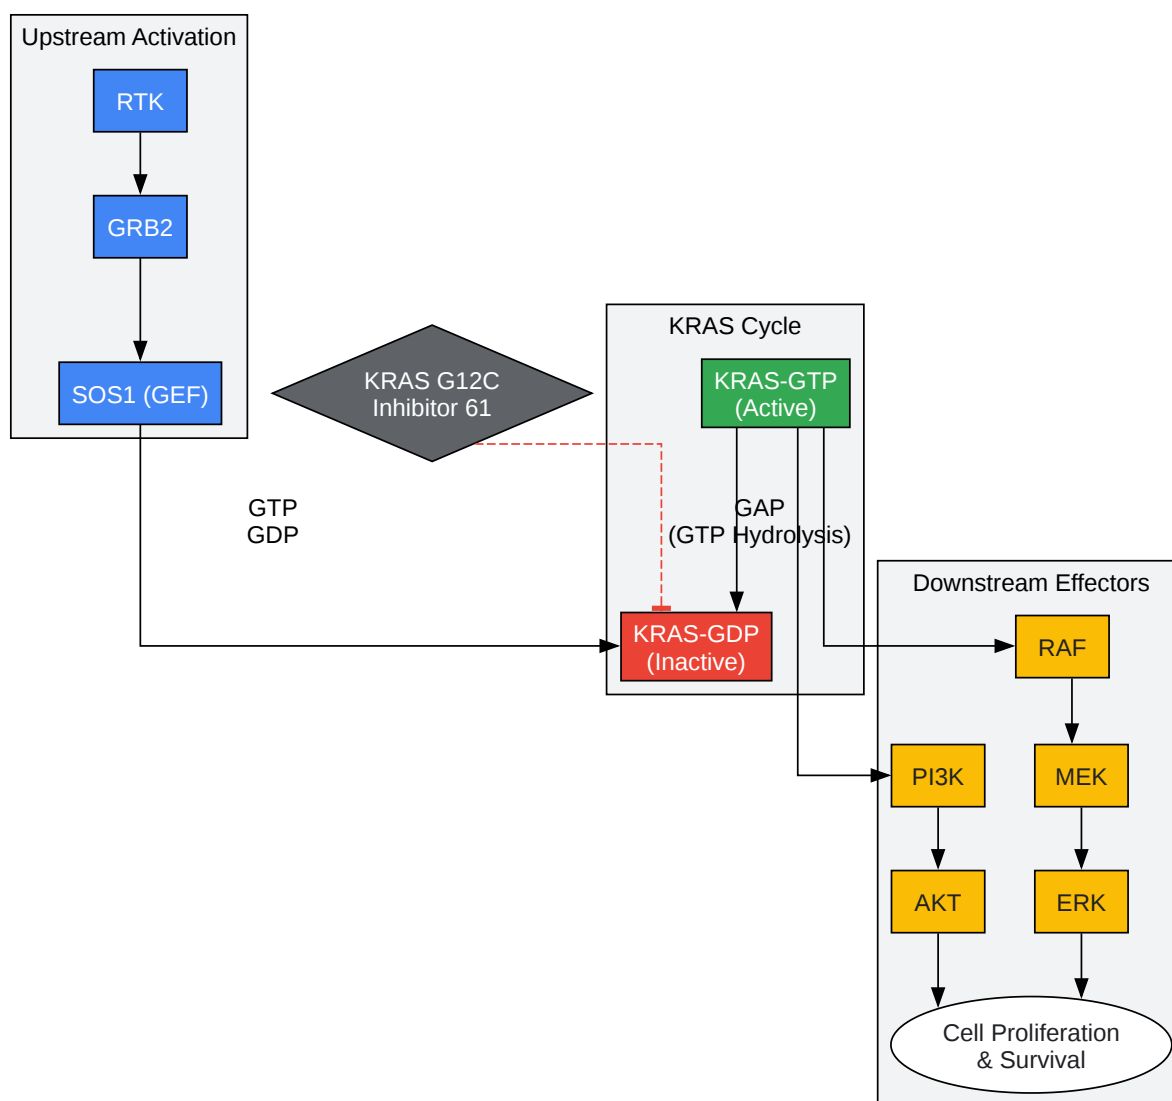 Upstream Activation
RTK
GRB2
SOS1 (GEF)
KRAS G12C
Inhibitor 61
KRAS Cycle
KRAS-GTP
(Active)
GTP
GDP
GAP
(GTP Hydrolysis)
KRAS-GDP
(Inactive)
Downstream Effectors
RAF
PI3K
MEK
AKT
ERK
Cell Proliferation
& Survival